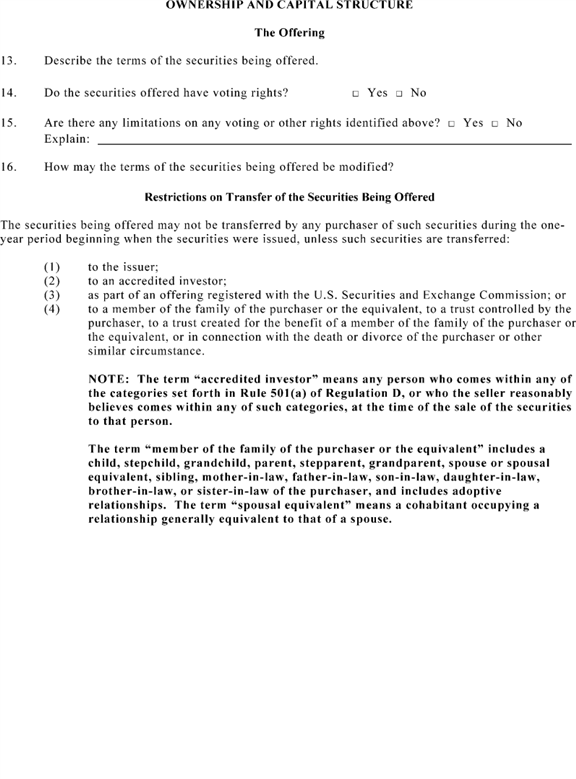 OWNERSHIP AND CAPITAL STRUCTURE
The Offering
13. Describe the terms of the securities being offered.
14. Do the securities offered have voting rights? □ Yes □ No
15. Are there any limitations on any voting or other rights identified above? □ Yes □ No
Explain: ____________________
16. How may the terms of the securities being offered be modified?
Restrictions on Transfer of the Securities Being Offered
The securities being offered may not be transferred by any purchaser of such securities during the one-
year period beginning when the securities were issued, unless such securities are transferred:
(1) to the issuer;
(2) to an accredited investor;
(3) as part of an offering registered with the U.S. Securities and Exchange Commission; or
(4) to a member of the family of the purchaser or the equivalent, to a trust controlled by the
purchaser, to a trust created for the benefit of a member of the family of the purchaser or
the equivalent, or in connection with the death or divorce of the purchaser or other
similar circumstance.
NOTE: The term “accredited investor” means any person who comes within any of
the categories set forth in Rule 501(a) of Regulation D, or who the seller reasonably
believes comes within any of such categories, at the time of the sale of the securities
to that person.
The term “member of the family of the purchaser or the equivalent” includes a
child, stepchild, grandchild, parent, stepparent, grandparent, spouse or spousal
equivalent, sibling, mother-in-law, father-in-law, son-in-law, daughter-in-law,
brother-in-law, or sister-in-law of the purchaser, and includes adoptive
relationships. The term “spousal equivalent” means a cohabitant occupying a
relationship generally equivalent to that of a spouse.